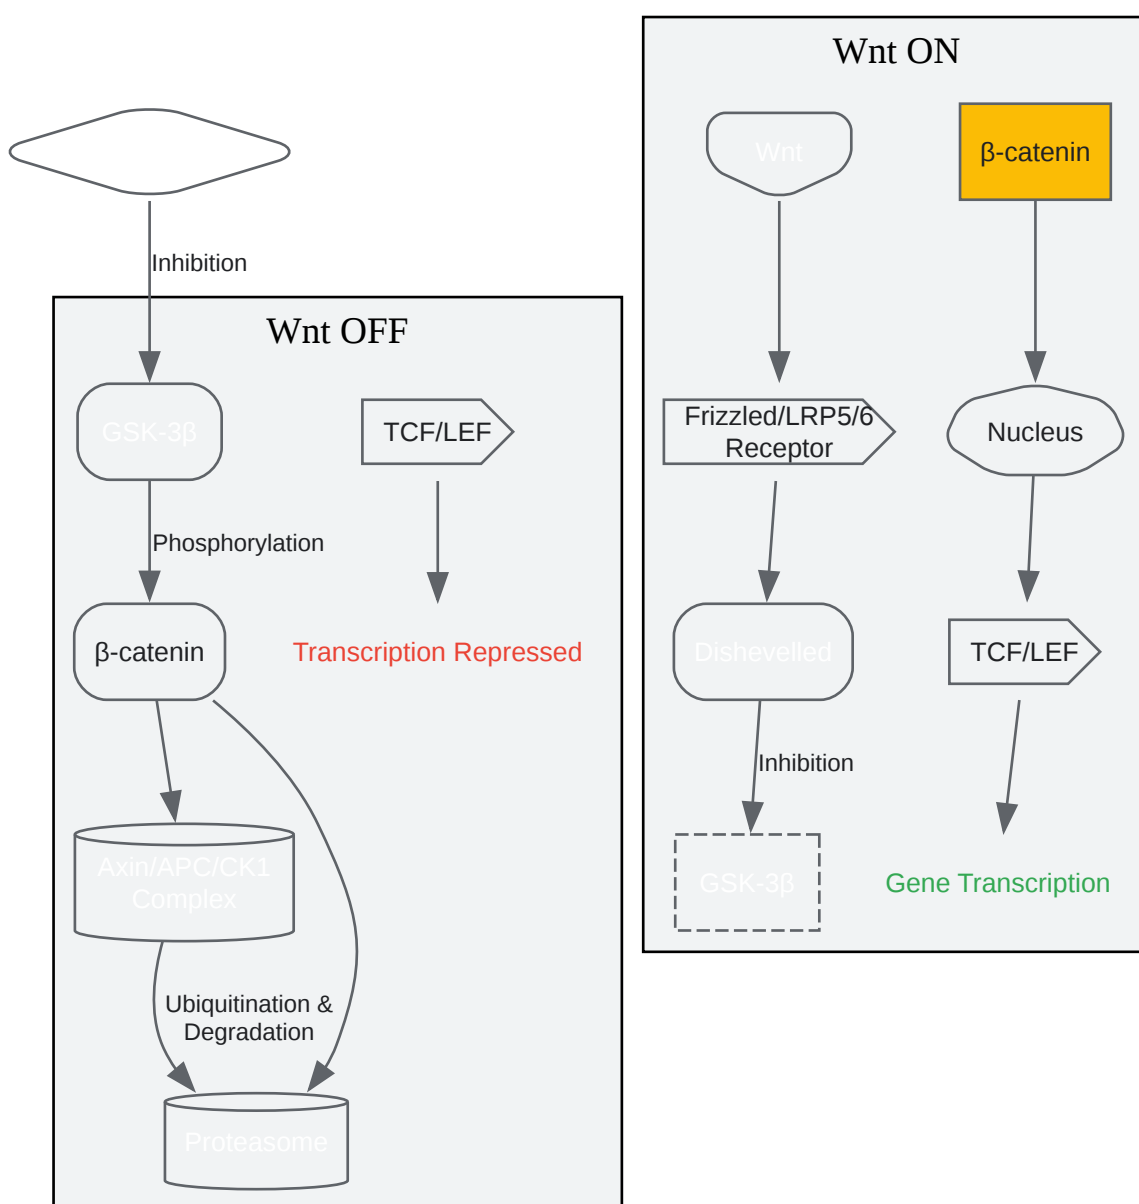 Wnt ON
Wnt
β-catenin
Inhibition
Wnt OFF
GSK-3β
TCF/LEF
Frizzled/LRP5/6
Receptor
Nucleus
Phosphorylation
β-catenin
Transcription Repressed
Dishevelled
TCF/LEF
Inhibition
Axin/APC/CK1
Complex
GSK-3β
Gene Transcription
Ubiquitination &
Degradation
Proteasome